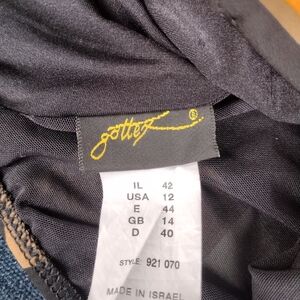 gottex ®
IL 42
USA 12
E 44
GB 14
D 40
STYLE: 921 070
MADE IN ISRAEL